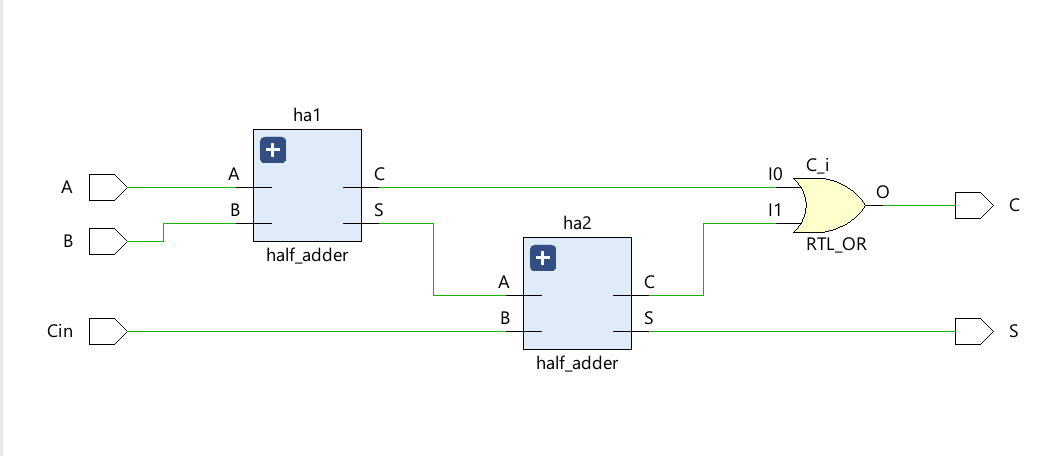 ha1
A
B
C
S
half_adder
A
B
Cin
ha2
A
B
C
S
half_adder
C_i
I0
I1
O
RTL_OR
C
S